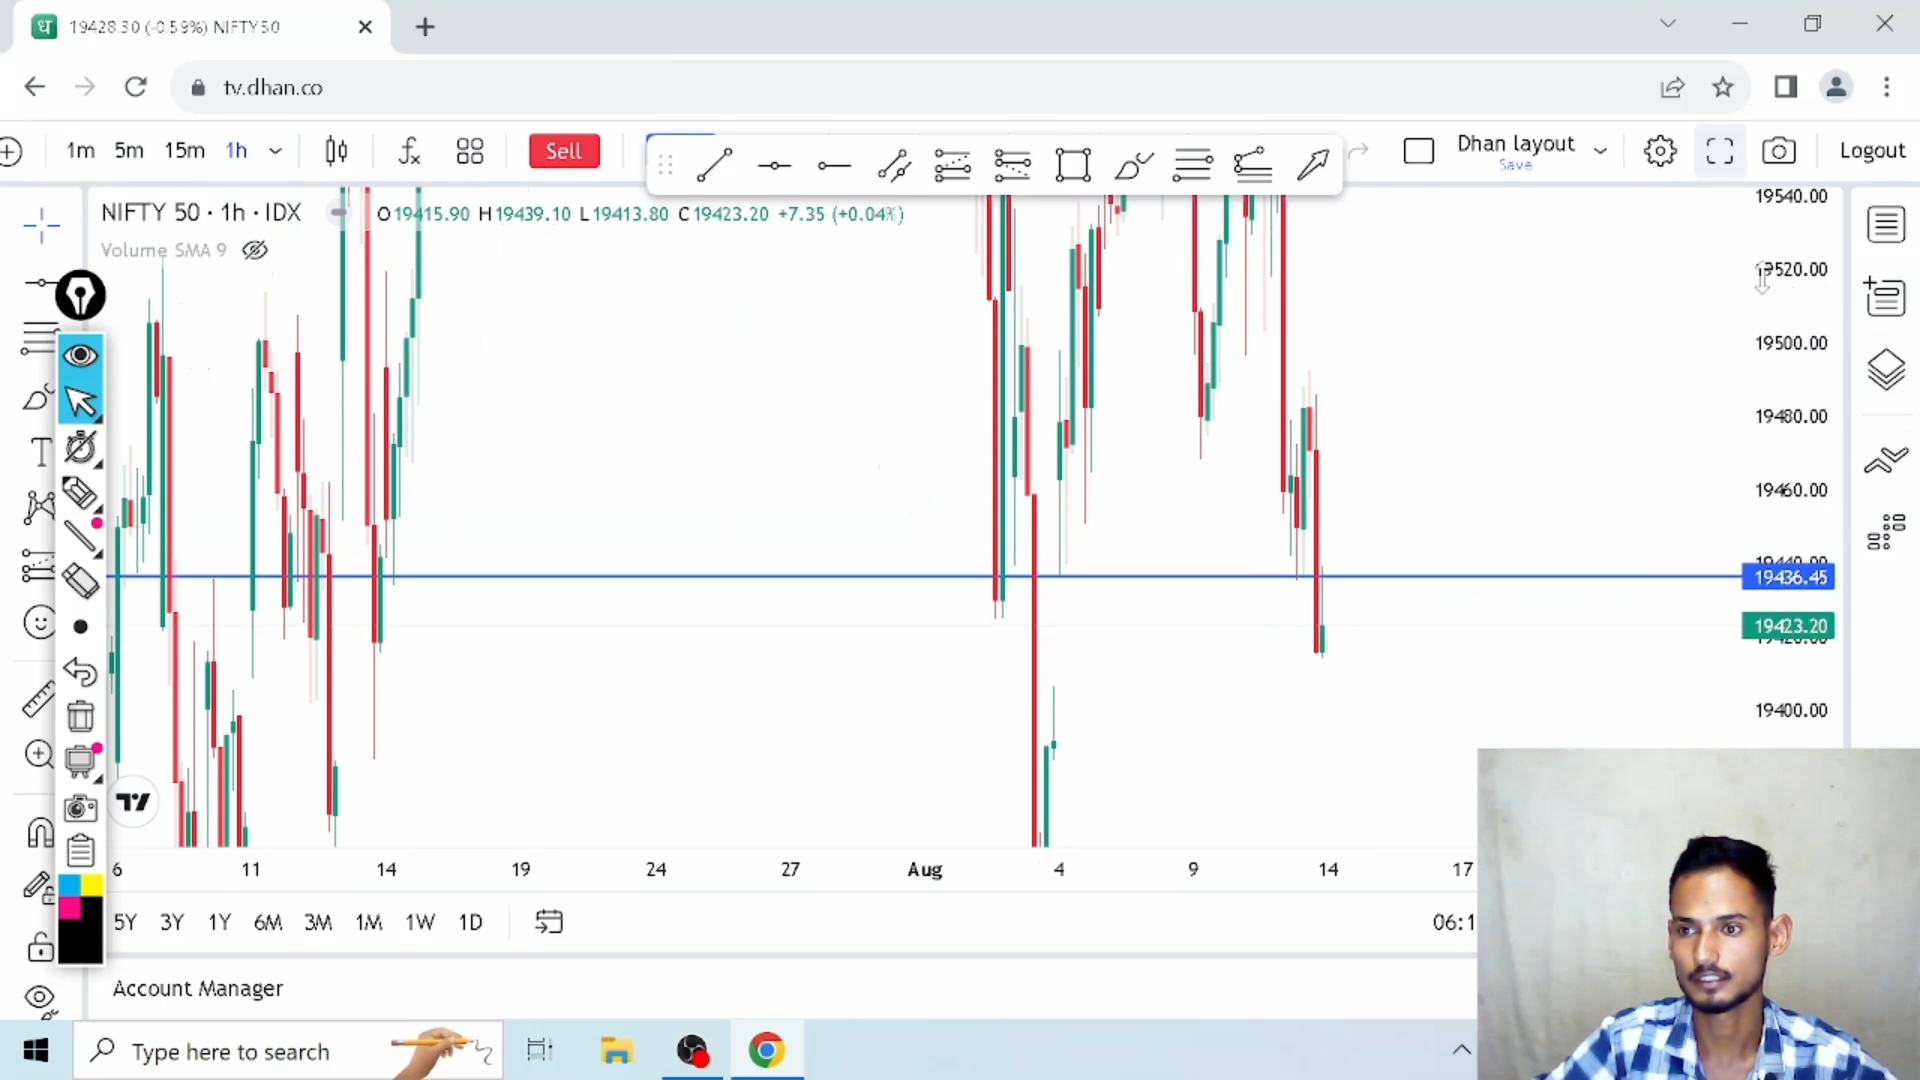 19428.30 (-0.59%) NIFTY50
tv.dhan.co
1m 5m 15m 1h
Sell
Dhan layout
Save
Logout
NIFTY 50 · 1h · IDX
O19415.90 H19439.10 L19413.80 C19423.20 +7.35 (+0.04%)
Volume SMA 9
19540.00
19520.00
19500.00
19480.00
19460.00
19436.45
19423.20
19400.00
T
6 11 14 19 24 27 Aug 4 9 14 17
5Y 3Y 1Y 6M 3M 1M 1W 1D
06:1
Account Manager
Type here to search